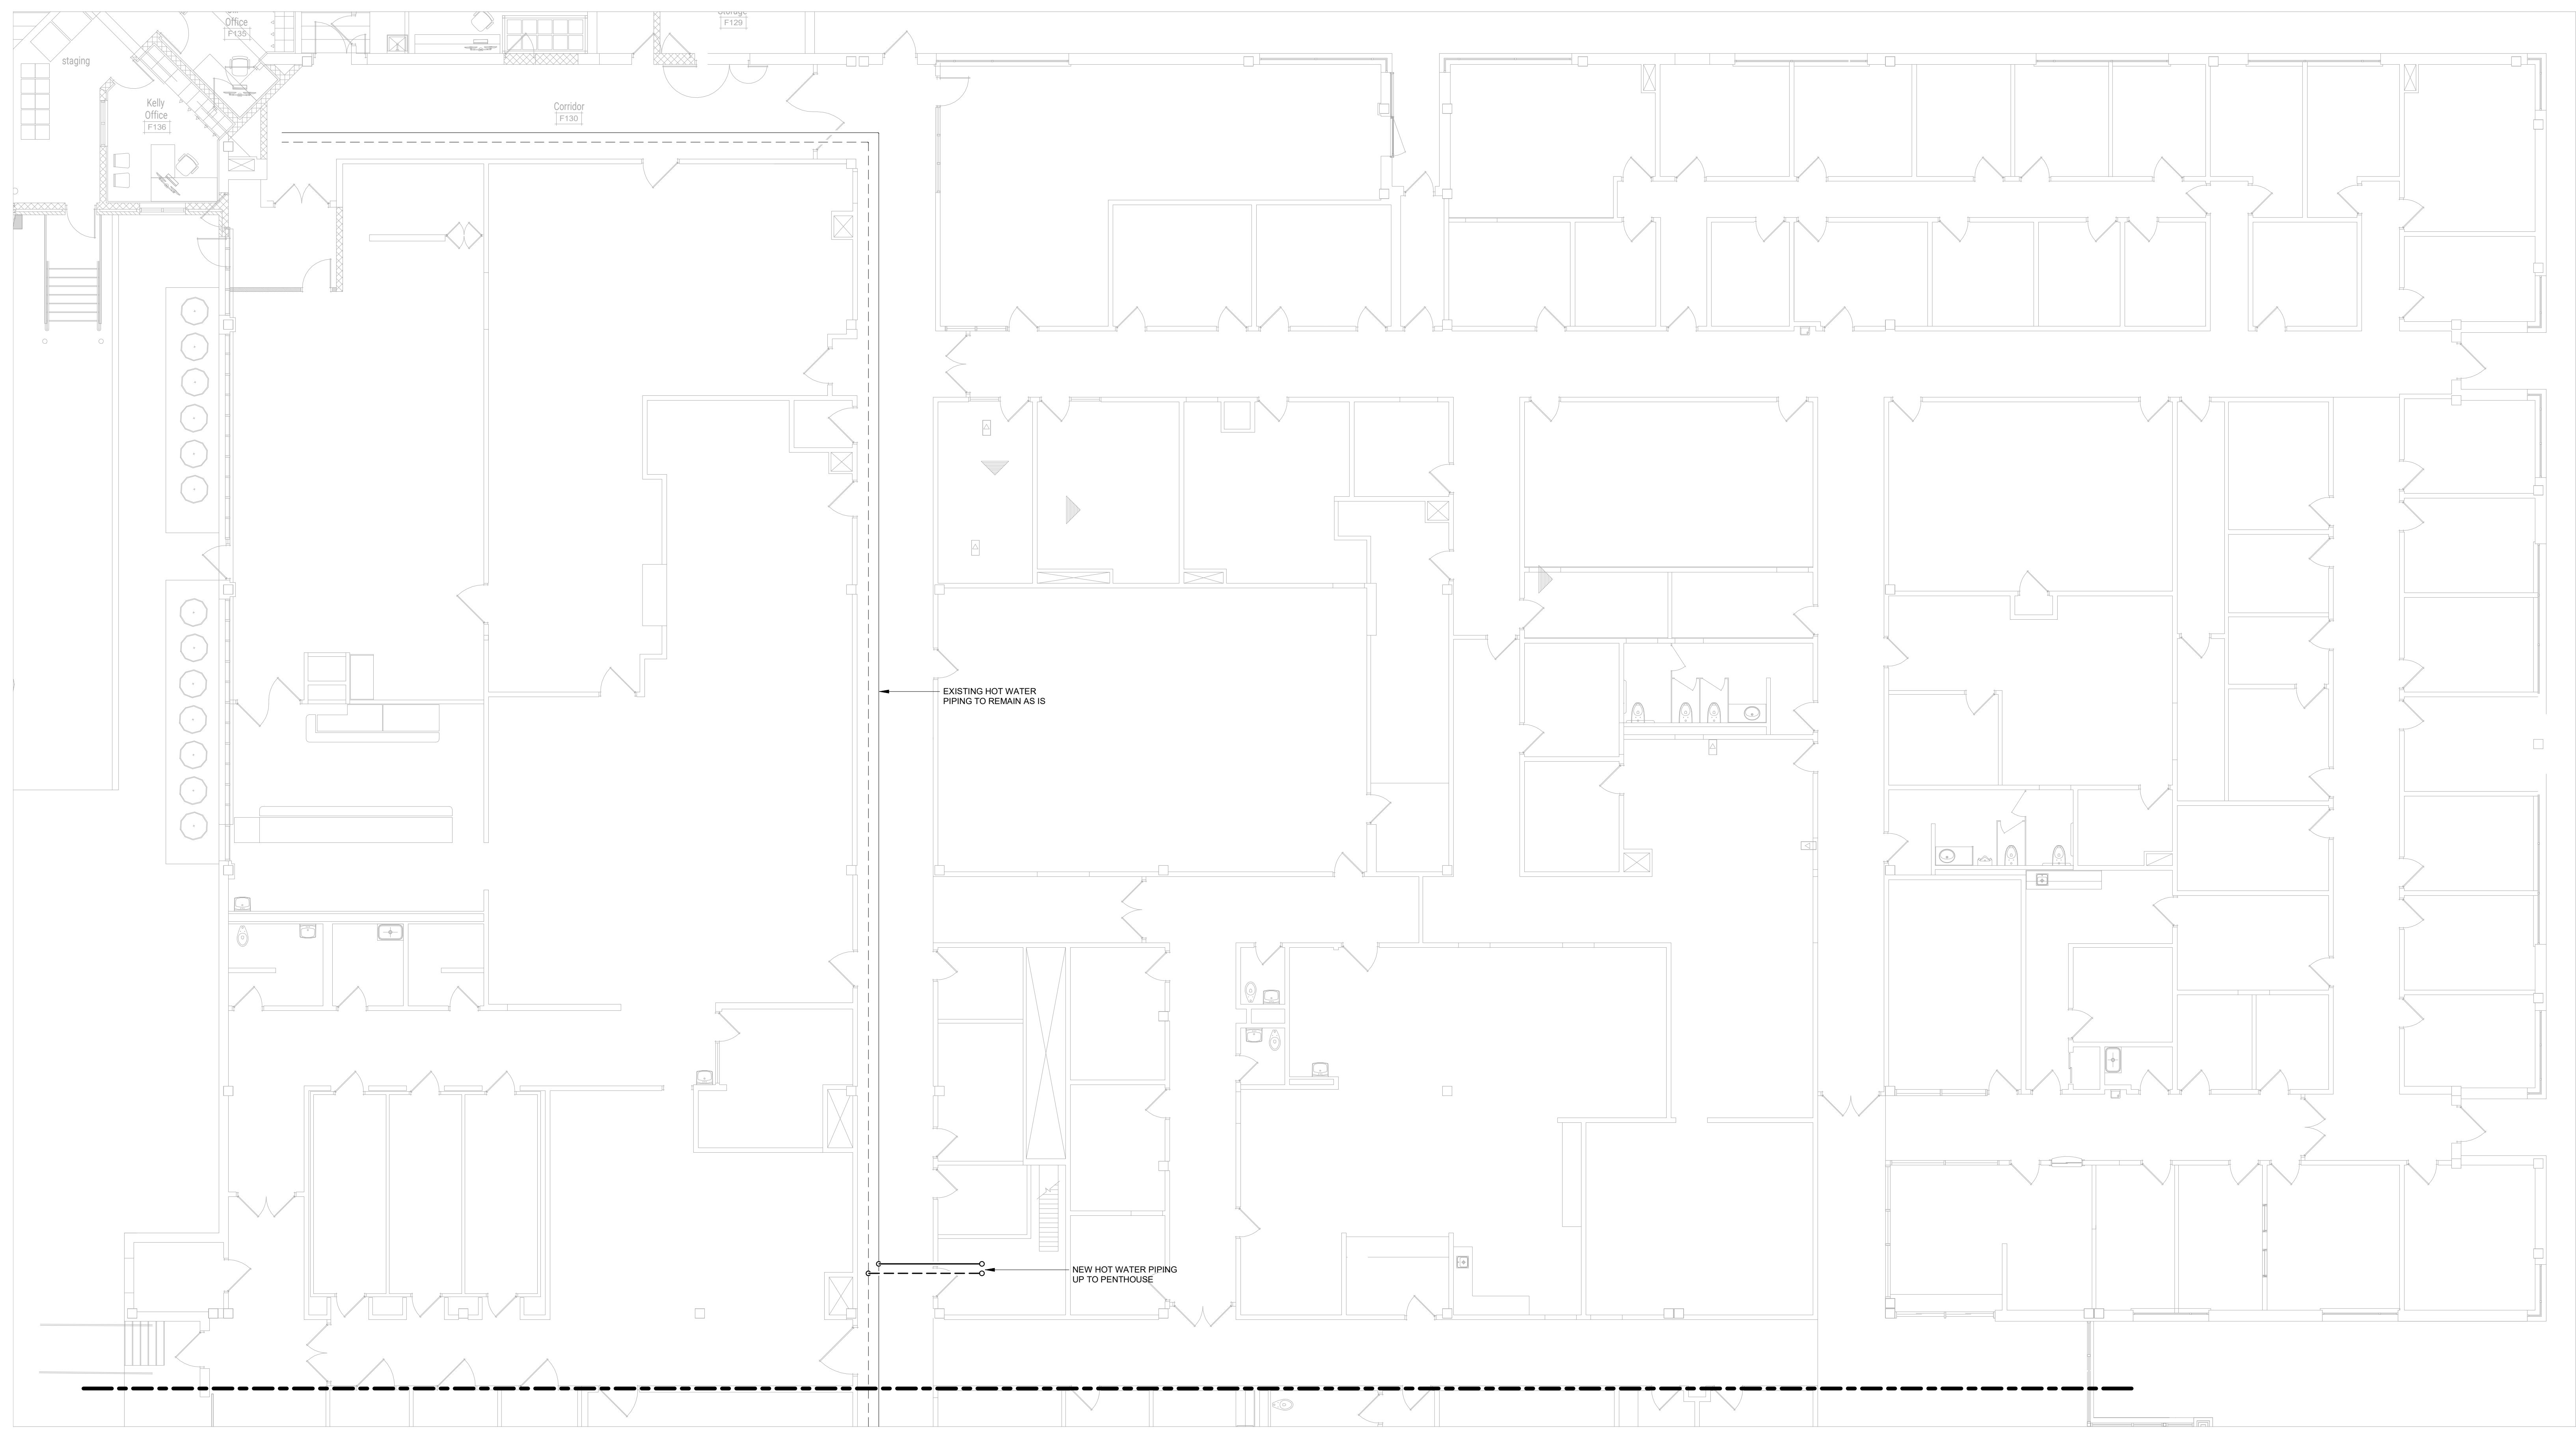 Office
F135
Storage
F129
staging
Kelly
Office
F136
Corridor
F130
EXISTING HOT WATER
PIPING TO REMAIN AS IS
NEW HOT WATER PIPING
UP TO PENTHOUSE